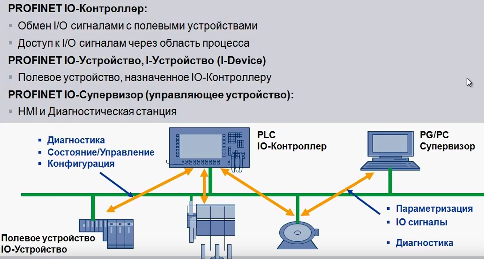 PROFINET IO-Контроллер:
Обмен I/O сигналами с полевыми устройствами
Доступ к I/O сигналам через область процесса
PROFINET IO-Устройство, I-Устройство (I-Device)
Полевое устройство, назначенное IO-Контроллеру
PROFINET IO-Супервизор (управляющее устройство):
HMI и Диагностическая станция
Диагностика
Состояние/Управление
Конфигурация
PLC
IO-Контроллер
PG/PC
Супервизор
Полевое устройство
IO-Устройство
Параметризация
IO сигналы
Диагностика